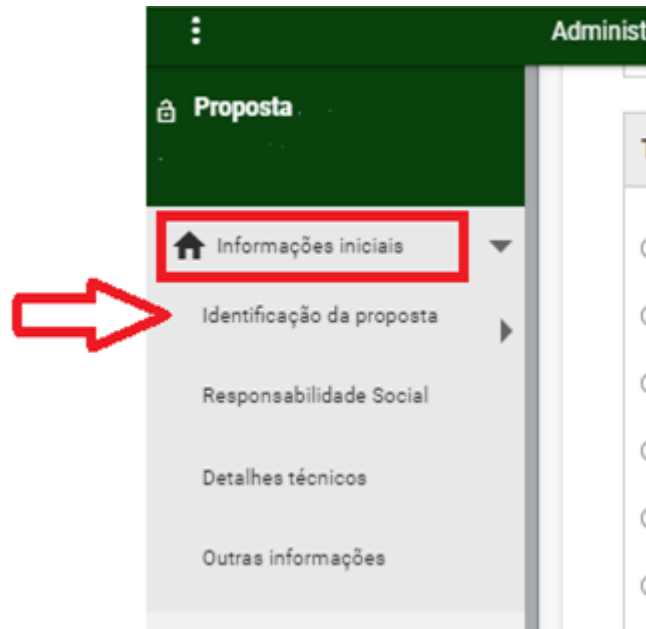 Administ
Proposta
Informações iniciais
Identificação da proposta
Responsabilidade Social
Detalhes técnicos
Outras informações